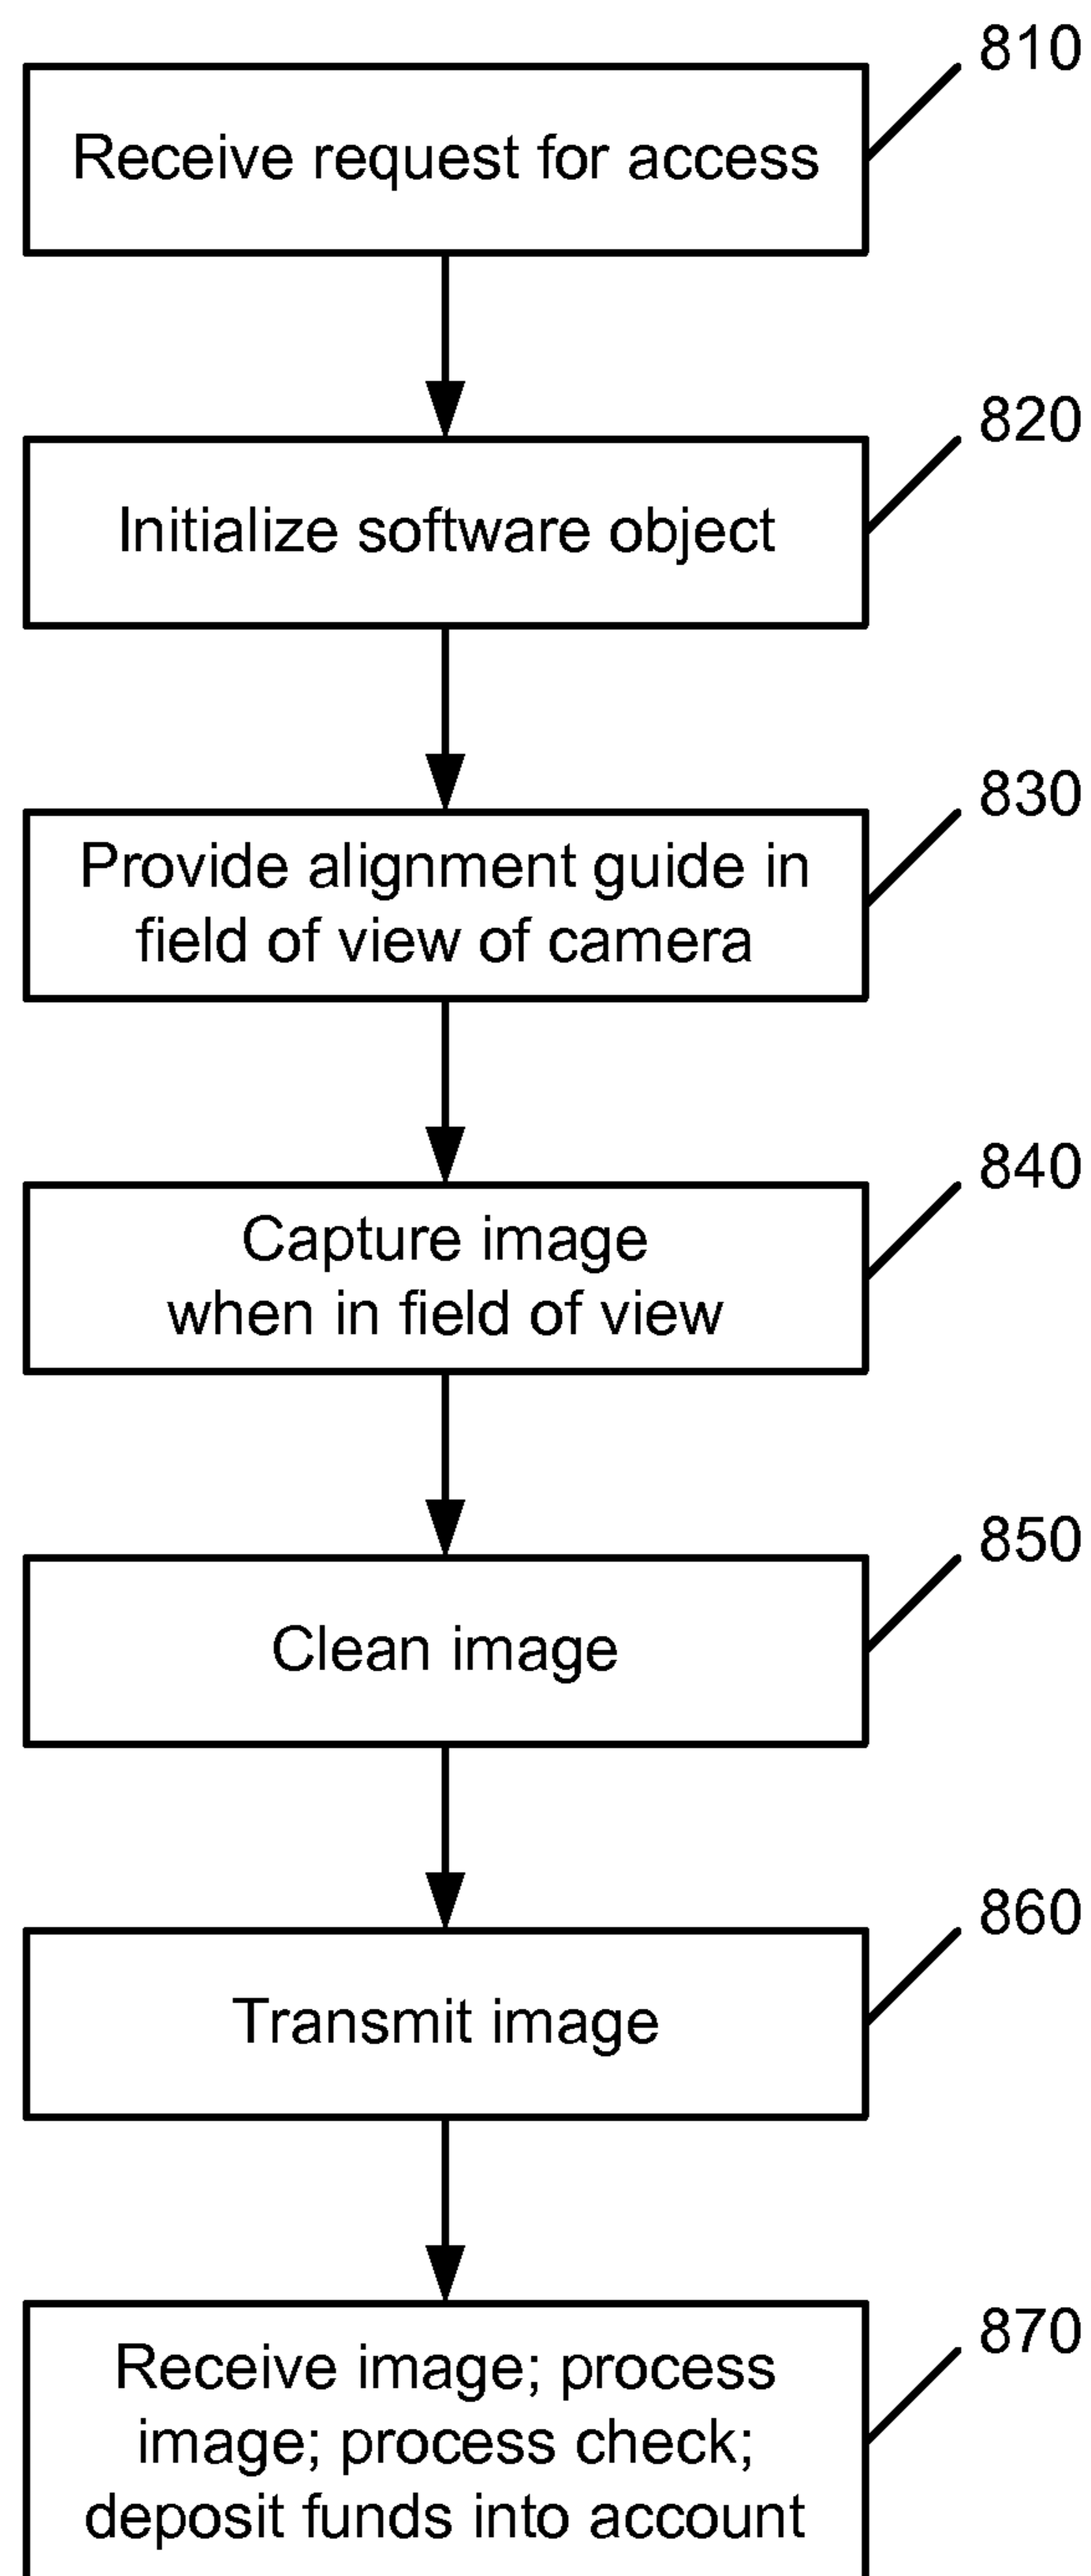 810
Receive request for access
820
Initialize software object
830
Provide alignment guide in
field of view of camera
840
Capture image
when in field of view
850
Clean image
860
Transmit image
870
Receive image; process
image; process check;
deposit funds into account